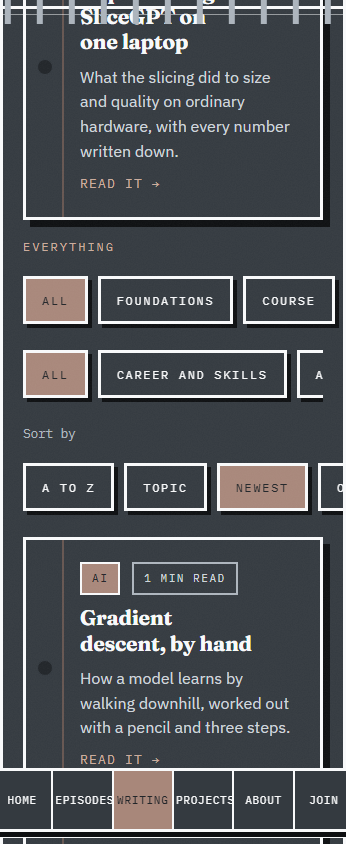 SliceGPT on
one laptop
What the slicing did to size
and quality on ordinary
hardware, with every number
written down.
READ IT →
EVERYTHING
ALL FOUNDATIONS COURSE
ALL CAREER AND SKILLS A
Sort by
A TO Z TOPIC NEWEST
AI 1 MIN READ
Gradient
descent, by hand
How a model learns by
walking downhill, worked out
with a pencil and three steps.
READ IT →
HOME EPISODES WRITING PROJECTS ABOUT JOIN